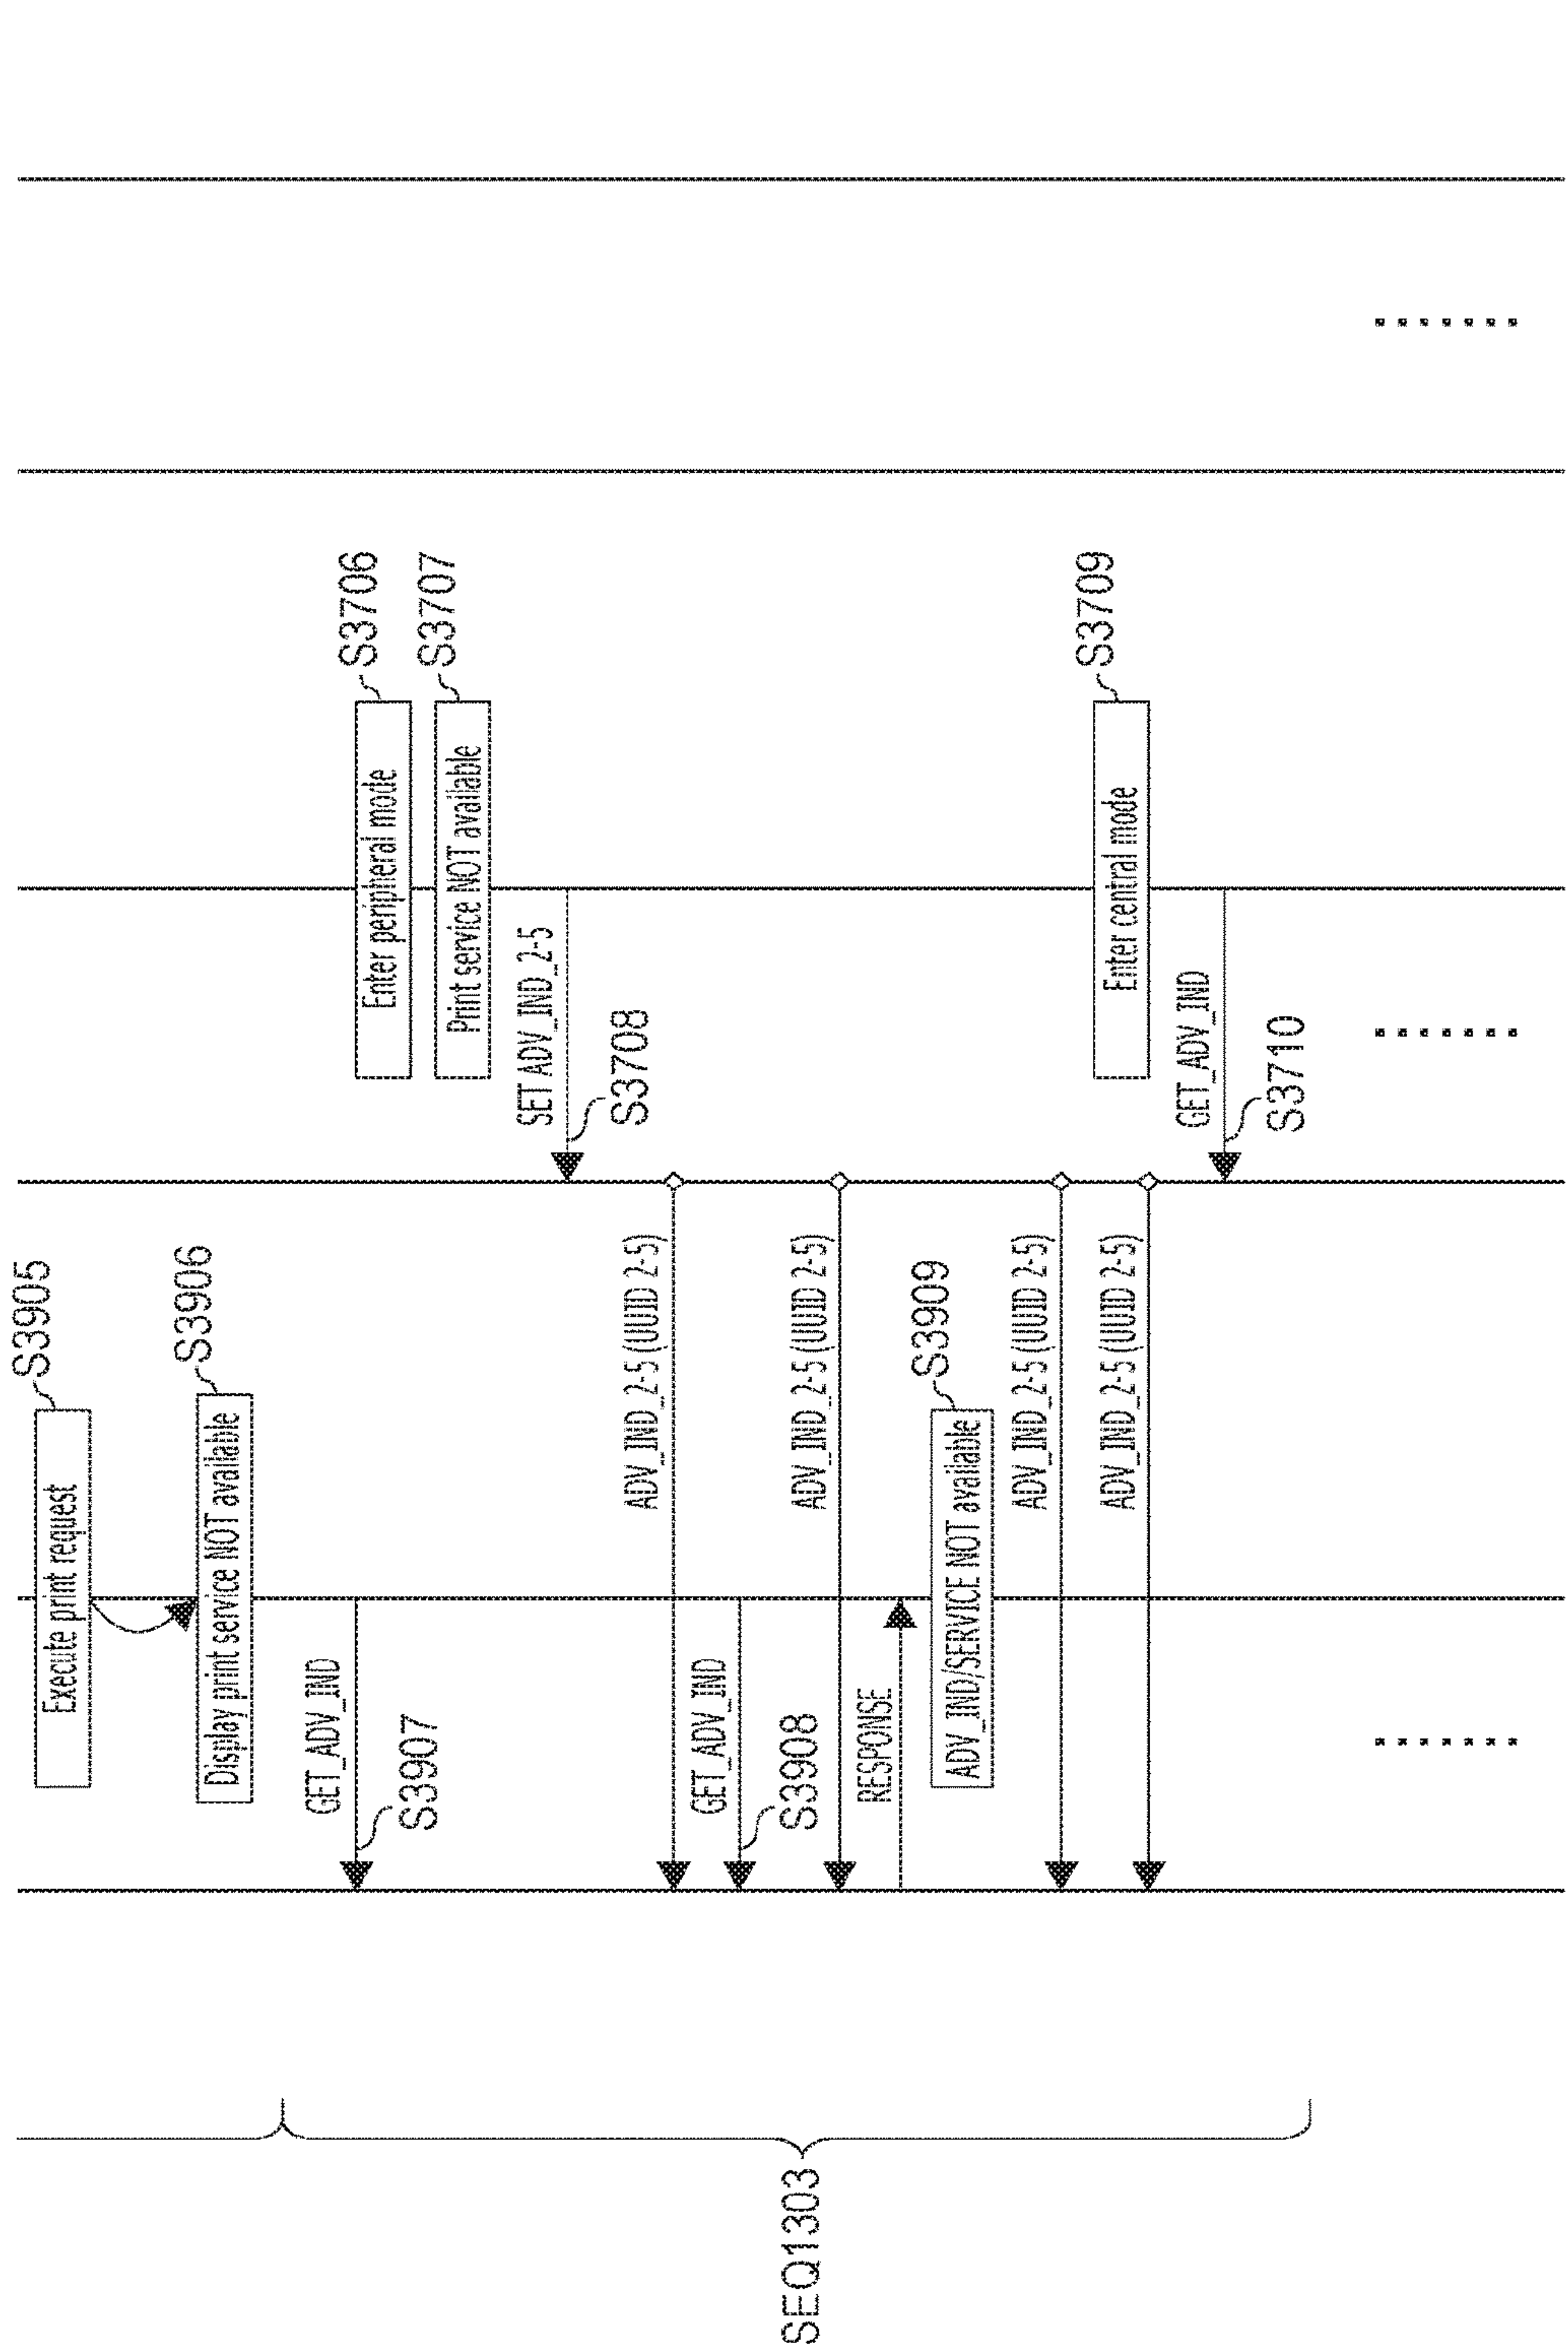 S3905
Execute print request
S3906
Display print service NOT available
GET_ADV_IND
S3907
Enter peripheral mode
S3706
Print service NOT available
S3707
SET ADV_IND_2-5
S3708
ADV_IND_2-5 (UUID 2-5)
GET_ADV_IND
S3908
ADV_IND_2-5 (UUID 2-5)
RESPONSE
S3909
ADV_IND/SERVICE NOT available
ADV_IND_2-5 (UUID 2-5)
ADV_IND_2-5 (UUID 2-5)
Enter central mode
S3709
GET_ADV_IND
S3710
SEQ1303